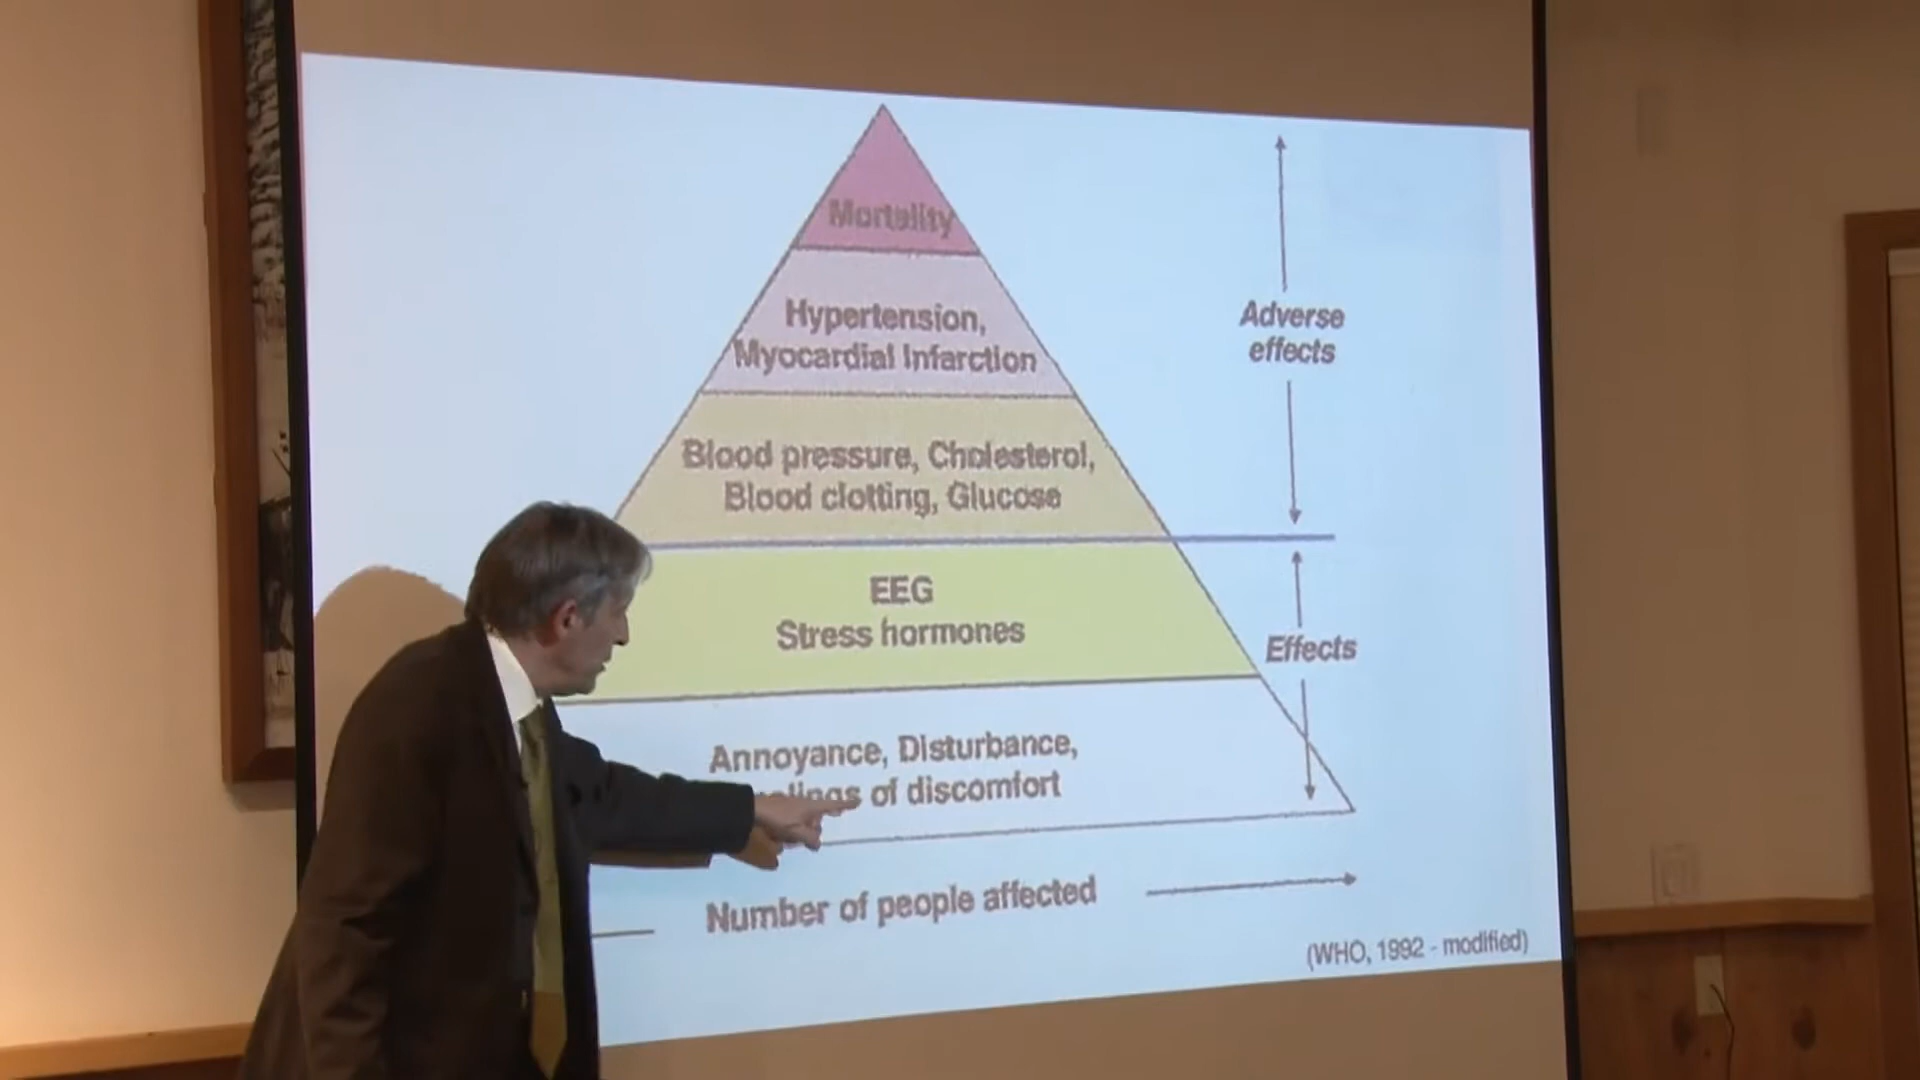 Mortality
Hypertension,
Myocardial Infarction
Adverse
effects
Blood pressure, Cholesterol,
Blood clotting, Glucose
EEG
Stress hormones
Effects
Annoyance, Disturbance,
of discomfort
Number of people affected
(WHO, 1992 - modified)